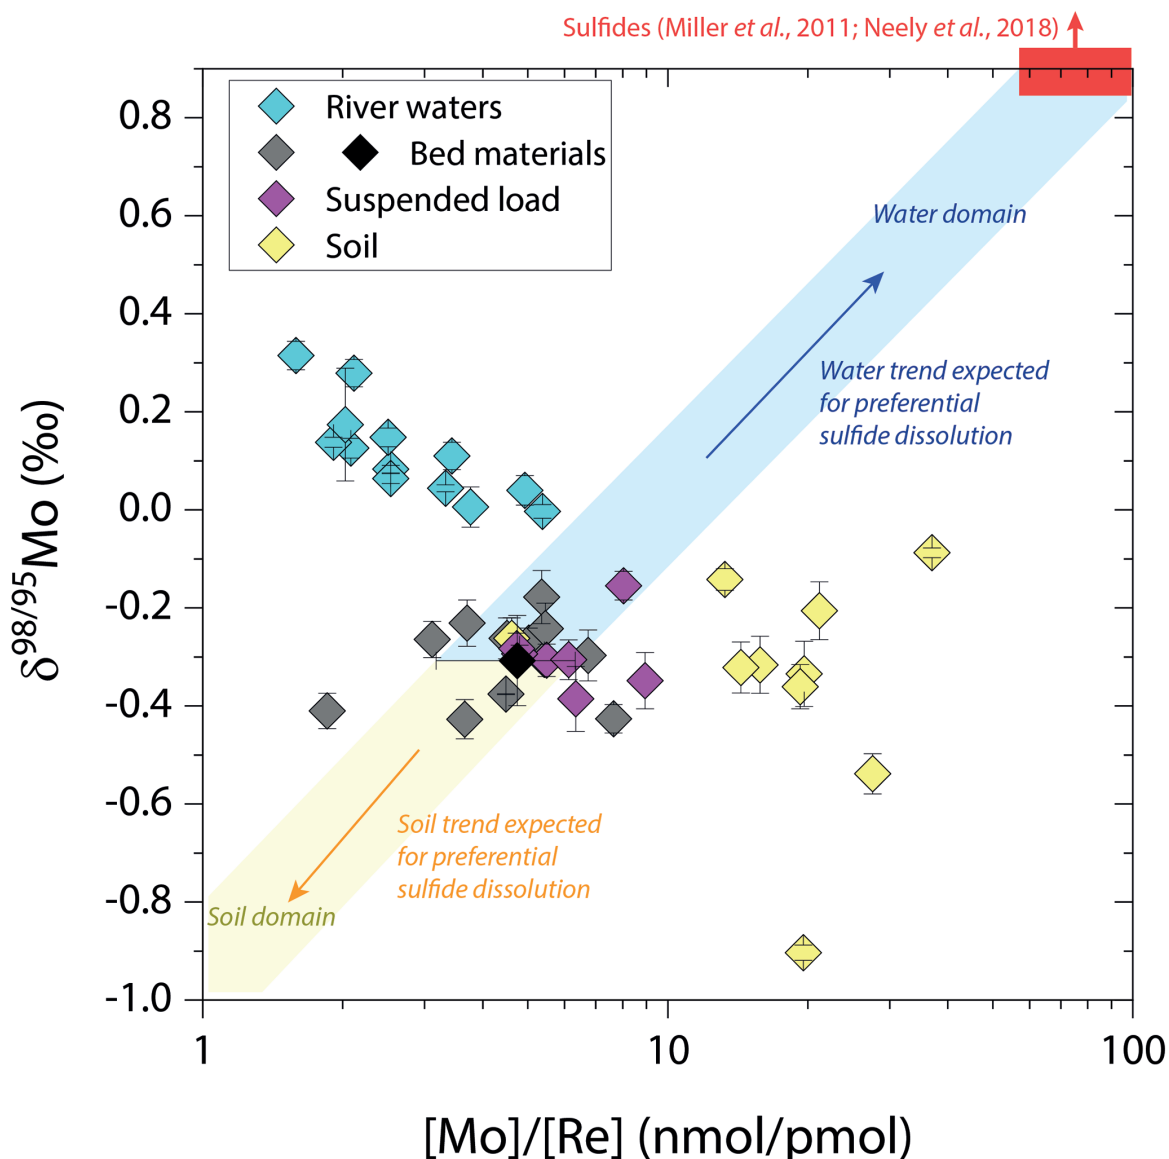 Sulfides (Miller et al., 2011; Neely et al., 2018)
River waters
Bed materials
Suspended load
Soil
Water domain
Water trend expected
for preferential
sulfide dissolution
Soil trend expected
for preferential
sulfide dissolution
Soil domain
δ98/95Mo (‰)
0.8
0.6
0.4
0.2
0.0
-0.2
-0.4
-0.6
-0.8
-1.0
1
10
100
[Mo]/[Re] (nmol/pmol)